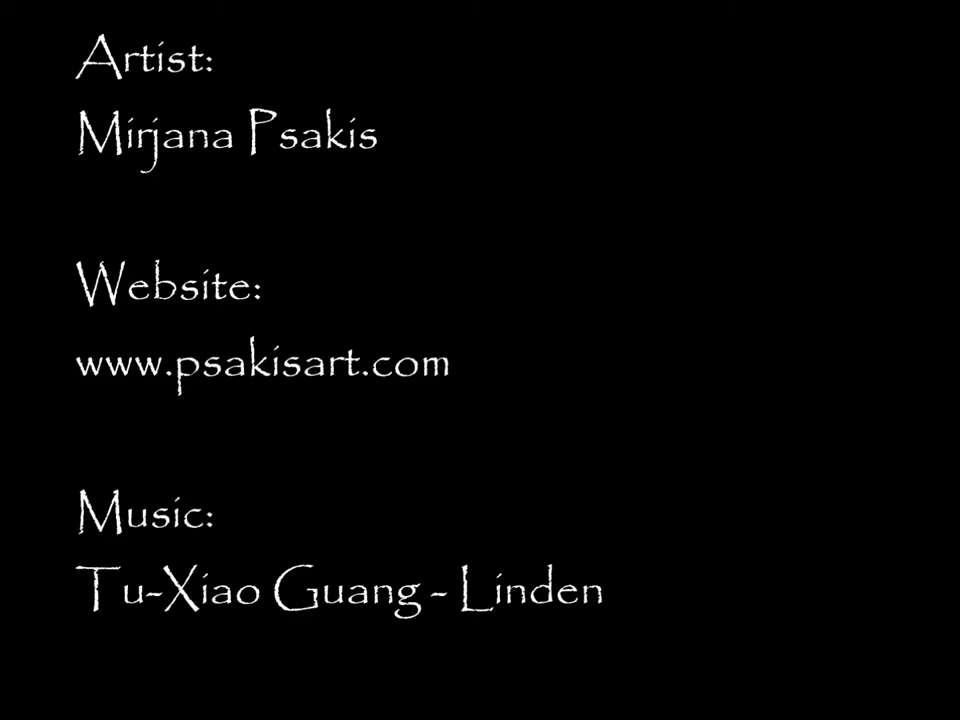 Artist:
Mirjana Psakis
Website:
www.psakisart.com
Music:
Tu-Xiao Guang - Linden